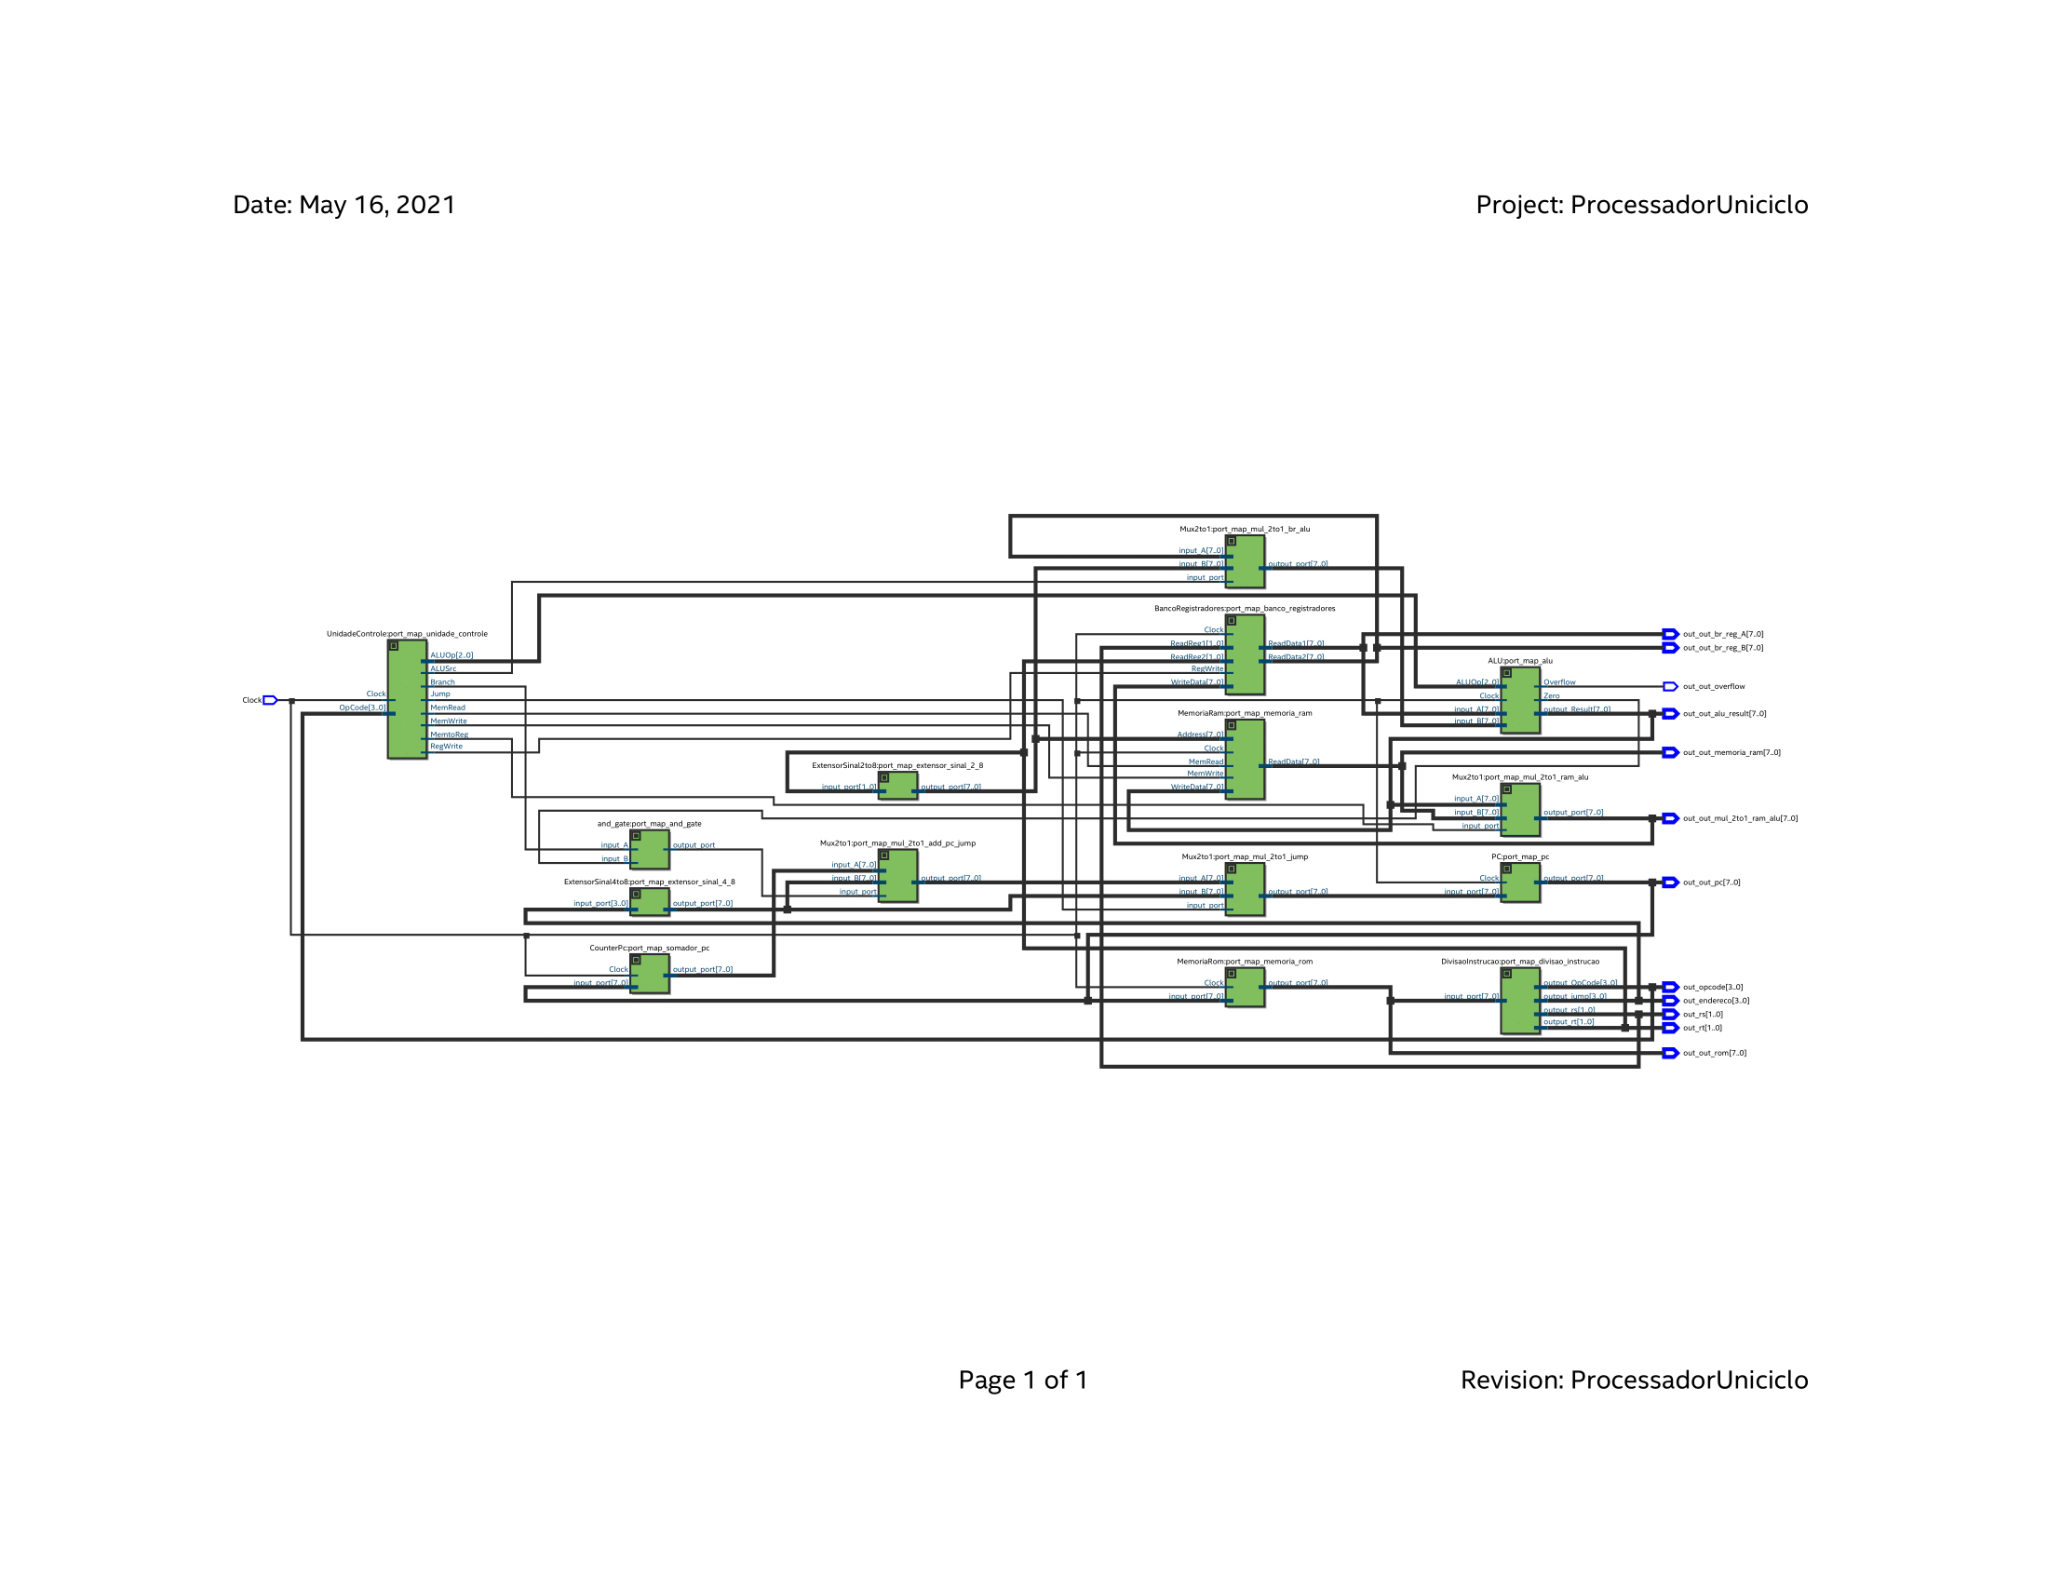 Date: May 16, 2021
Project: ProcessadorUniciclo
Mux2to1:port_map_mul_2to1_br_alu
input_A[7..0]
input_B[7..0]
input_port
output_port[7..0]
BancoRegistradores:port_map_banco_registradores
Clock
ReadReg1[1..0]
ReadReg2[1..0]
RegWrite
WriteData[7..0]
ReadData1[7..0]
ReadData2[7..0]
out_out_br_reg_A[7..0]
out_out_br_reg_B[7..0]
UnidadeControle:port_map_unidade_controle
Clock
OpCode[3..0]
ALUOp[2..0]
ALUSrc
Branch
Jump
MemRead
MemWrite
MemtoReg
RegWrite
Clock
ALU:port_map_alu
ALUOp[2..0]
Clock
input_A[7..0]
input_B[7..0]
Overflow
Zero
output_Result[7..0]
out_out_overflow
out_out_alu_result[7..0]
MemoriaRam:port_map_memoria_ram
Address[7..0]
Clock
MemRead
MemWrite
WriteData[7..0]
ReadData[7..0]
out_out_memoria_ram[7..0]
ExtensorSinal2to8:port_map_extensor_sinal_2_8
input_port[1..0]
output_port[7..0]
Mux2to1:port_map_mul_2to1_ram_alu
input_A[7..0]
input_B[7..0]
input_port
output_port[7..0]
out_out_mul_2to1_ram_alu[7..0]
and_gate:port_map_and_gate
input_A
input_B
output_port
Mux2to1:port_map_mul_2to1_add_pc_jump
input_A[7..0]
input_B[7..0]
input_port
output_port[7..0]
Mux2to1:port_map_mul_2to1_jump
input_A[7..0]
input_B[7..0]
input_port
output_port[7..0]
PC:port_map_pc
Clock
input_port[7..0]
output_port[7..0]
out_out_pc[7..0]
ExtensorSinal4to8:port_map_extensor_sinal_4_8
input_port[3..0]
output_port[7..0]
CounterPc:port_map_somador_pc
Clock
input_port[7..0]
output_port[7..0]
MemoriaRom:port_map_memoria_rom
Clock
input_port[7..0]
output_port[7..0]
DivisaoInstrucao:port_map_divisao_instrucao
input_port[7..0]
output_OpCode[3..0]
output_jump[3..0]
output_rs[1..0]
output_rt[1..0]
out_opcode[3..0]
out_endereco[3..0]
out_rs[1..0]
out_rt[1..0]
out_out_rom[7..0]
Page 1 of 1
Revision: ProcessadorUniciclo